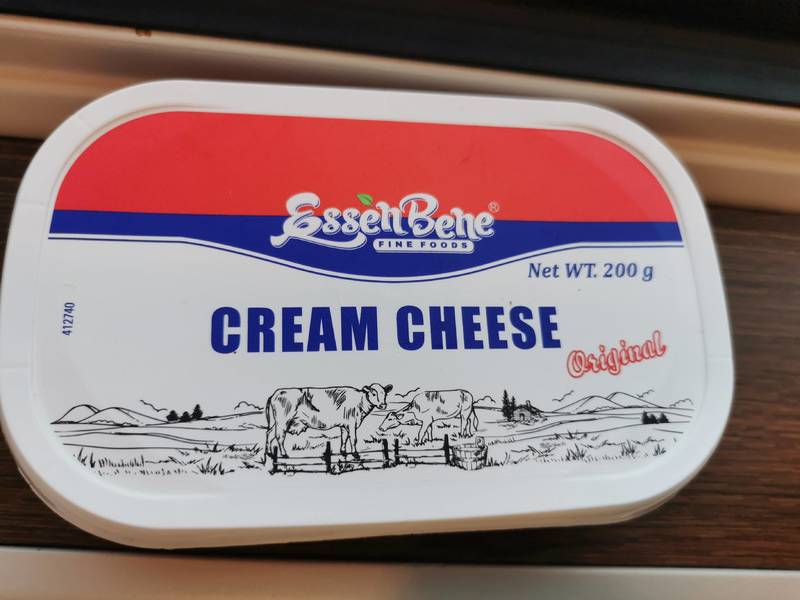 EssenBene®
FINE FOODS
Net WT. 200 g
412740
CREAM CHEESE
Original